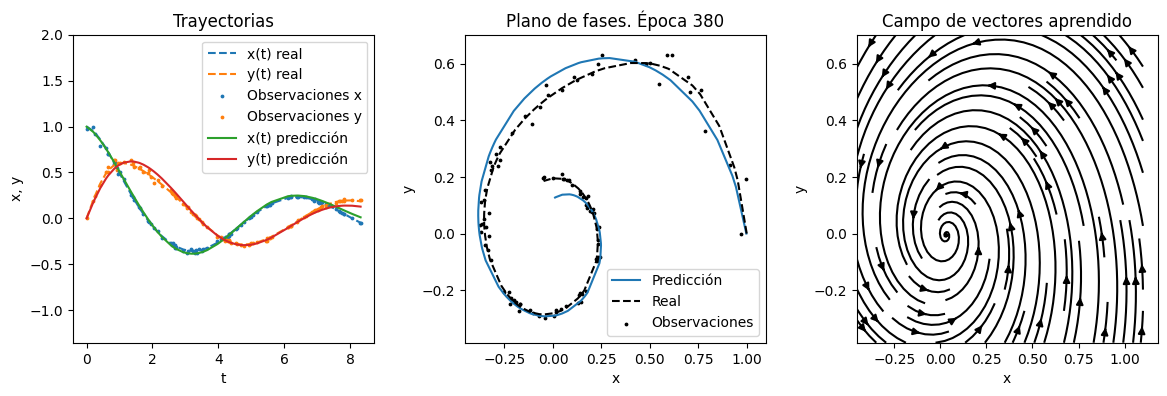 Trayectorias
2.0
1.5
1.0
0.5
0.0
−0.5
−1.0
x, y
0
2
4
6
8
t
x(t) real
y(t) real
Observaciones x
Observaciones y
x(t) predicción
y(t) predicción
Plano de fases. Época 380
0.6
0.4
0.2
0.0
−0.2
y
−0.25
0.00
0.25
0.50
0.75
1.00
x
Predicción
Real
Observaciones
Campo de vectores aprendido
0.6
0.4
0.2
0.0
−0.2
y
−0.25
0.00
0.25
0.50
0.75
1.00
x